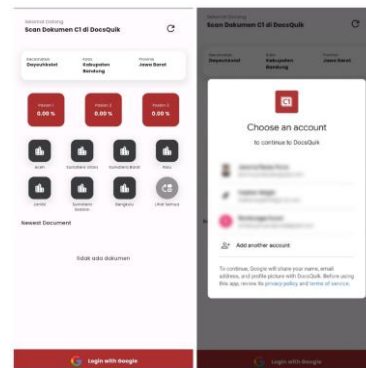 Selamat Datang
Scan Dokumen C1 di DocsQuik
Kecamatan
Dayeuhkolot
Kota
Kabupaten Bandung
Provinsi
Jawa Barat
Paslon 1
0.00 %
Paslon 2
0.00 %
Paslon 3
0.00 %
Aceh
Sumatera Utara
Sumatera Barat
Riau
Jambi
Sumatera Selatan
Bengkulu
Lihat Semua
Newest Document
Tidak ada dokumen
Login with Google
Selamat Datang
Scan Dokumen C1 di DocsQuik
Kecamatan
Dayeuhkolot
Kota
Kabupaten Bandung
Provinsi
Jawa Barat
C1
Choose an account
to continue to DocsQuik
Add another account
To continue, Google will share your name, email
address, and profile picture with DocsQuik. Before using
this app, review its privacy policy and terms of service.
Login with Google